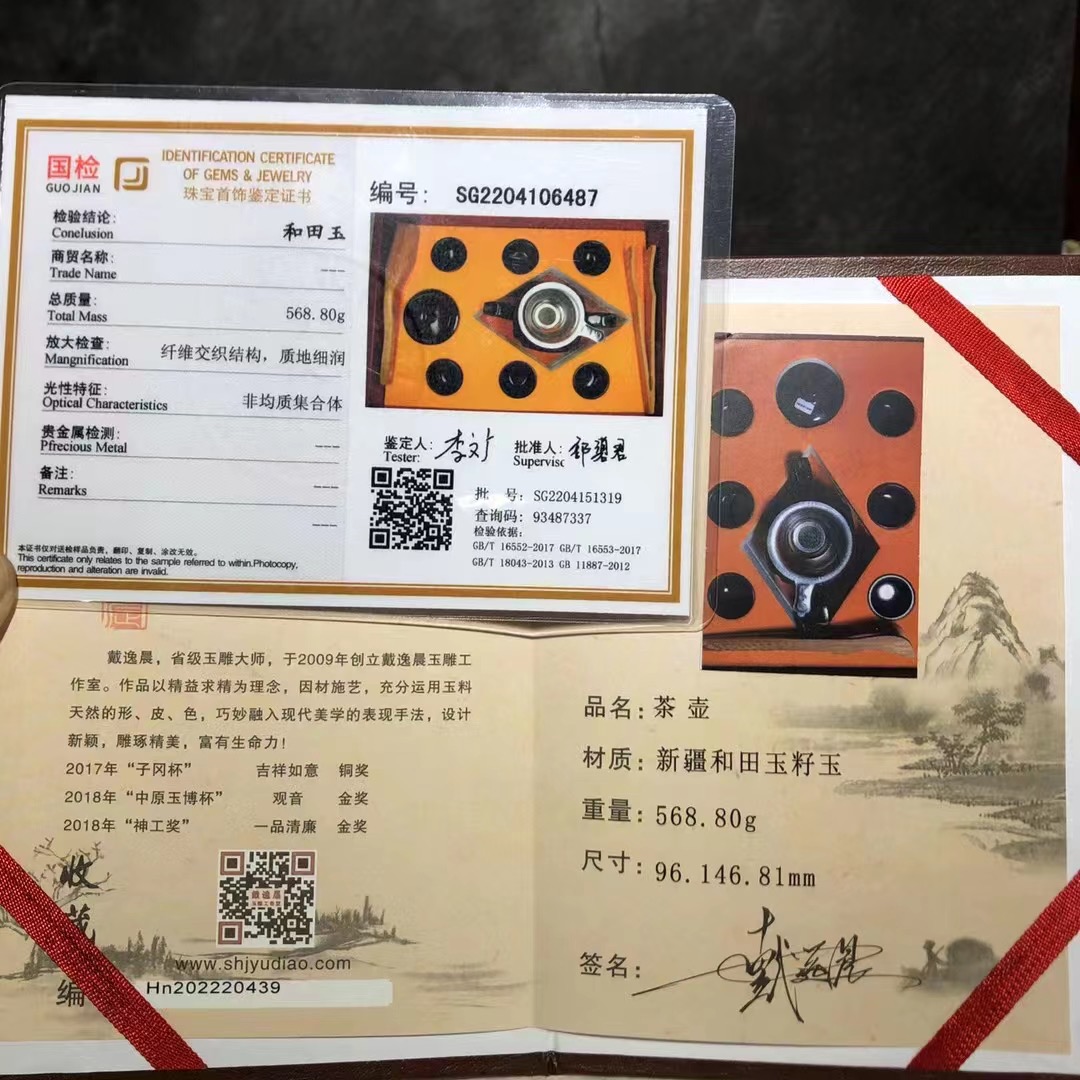 国检
GUOJIAN
IDENTIFICATION CERTIFICATE
OF GEMS & JEWELRY
珠宝首饰鉴定证书
检验结论: 和田玉
Conelusion
商贸名称: ---
Trade Name
总质量: 568.80g
Total Mass
放大检查: 纤维交织结构，质地细润
Mangnification
光性特征: 非均质集合体
Optical Characteristics
贵金属检测: ---
Pfrecious Metal
备注: ---
Remarks
---
本证书仅对送检样品负责，翻印、复制、涂改无效。
This certificate only relates to the sample referred to within.Photocopy,
reproduction and alteration are invalid.
编号: SG2204106487
鉴定人:
Tester:
批准人:
Supervisc
批 号: SG2204151319
查询码: 93487337
检验依据:
GB/T 16552-2017 GB/T 16553-2017
GB/T 18043-2013 GB 11887-2012
戴逸晨，省级玉雕大师，于2009年创立戴逸晨玉雕工
作室。作品以精益求精为理念，因材施艺，充分运用玉料
天然的形、皮、色，巧妙融入现代美学的表现手法，设计
新颖，雕琢精美，富有生命力!
2017年“子冈杯” 吉祥如意 铜奖
2018年“中原玉博杯” 观音 金奖
2018年“神工奖” 一品清廉 金奖
收
藏
编
戴逸晨
www.shjyudiao.com
Hn202220439
品名: 茶 壶
材质: 新疆和田玉籽玉
重量: 568.80g
尺寸: 96.146.81mm
签名: